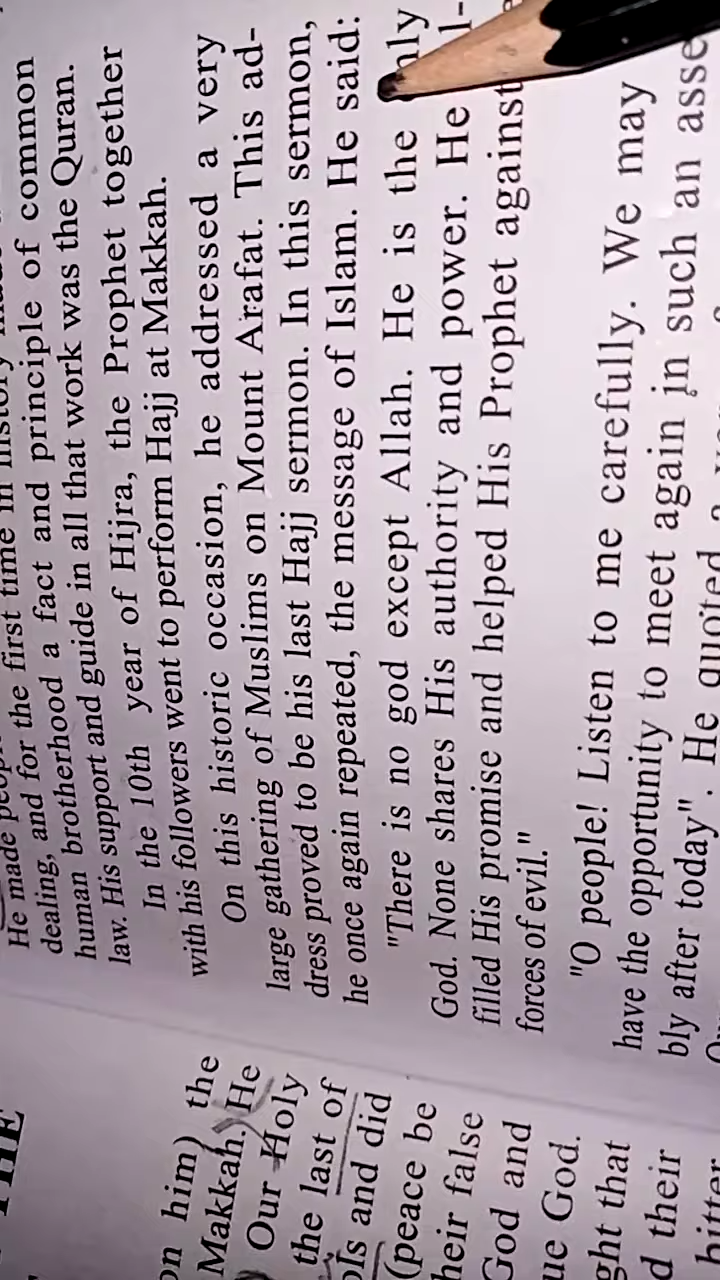 THE
on him) the
Makkah. He
Our Holy
the last of
ols and did
(peace be
heir false
God and
ue God.
ght that
d their
bitter
He made
dealing, and for the first time in history
human brotherhood a fact and principle of common
law. His support and guide in all that work was the Quran.
In the 10th year of Hijra, the Prophet together
with his followers went to perform Hajj at Makkah.
On this historic occasion, he addressed a very
large gathering of Muslims on Mount Arafat. This ad-
dress proved to be his last Hajj sermon. In this sermon,
he once again repeated, the message of Islam. He said:
"There is no god except Allah. He is the
God. None shares His authority and power. He
filled His promise and helped His Prophet against
forces of evil."
"O people! Listen to me carefully. We may
have the opportunity to meet again in such an asse
bly after today". He quoted a